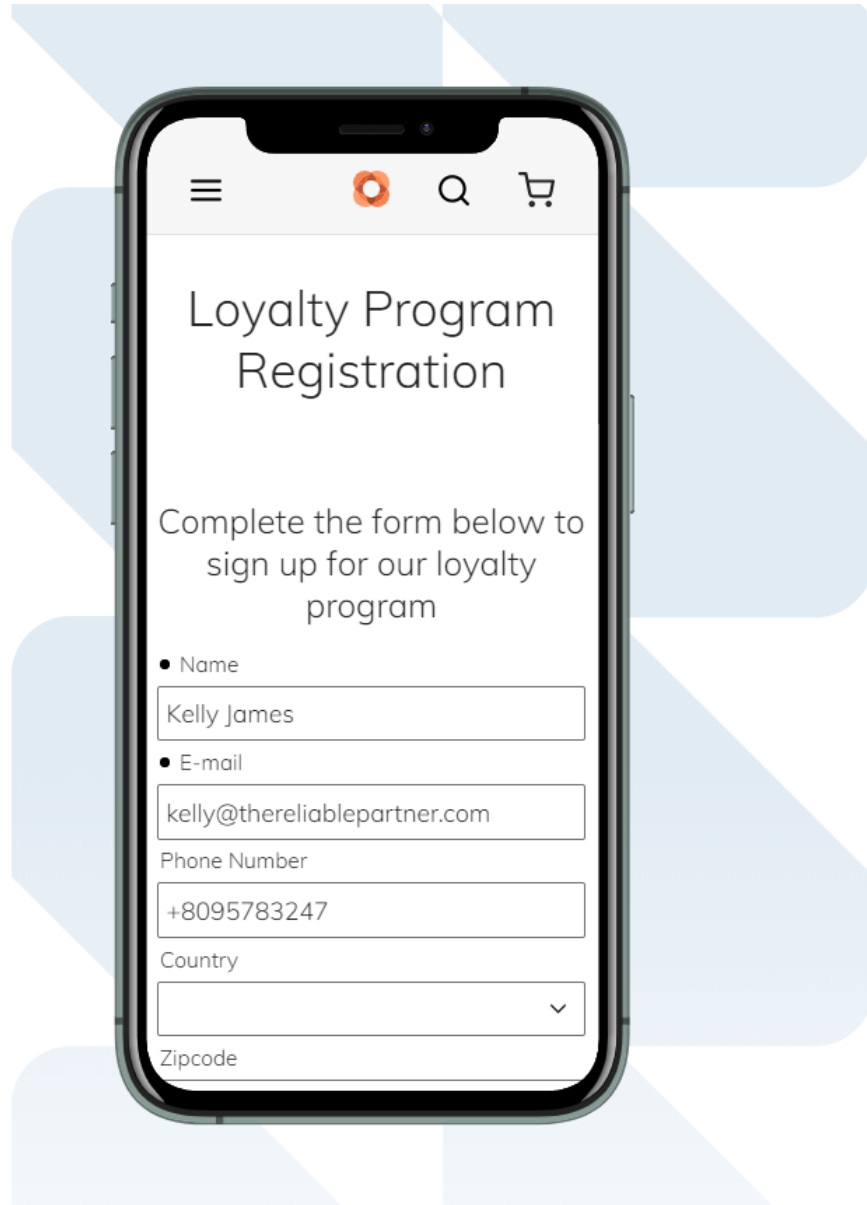 Loyalty Program
Registration
Complete the form below to
sign up for our loyalty
program
• Name
Kelly James
• E-mail
kelly@thereliablepartner.com
Phone Number
+8095783247
Country
Zipcode